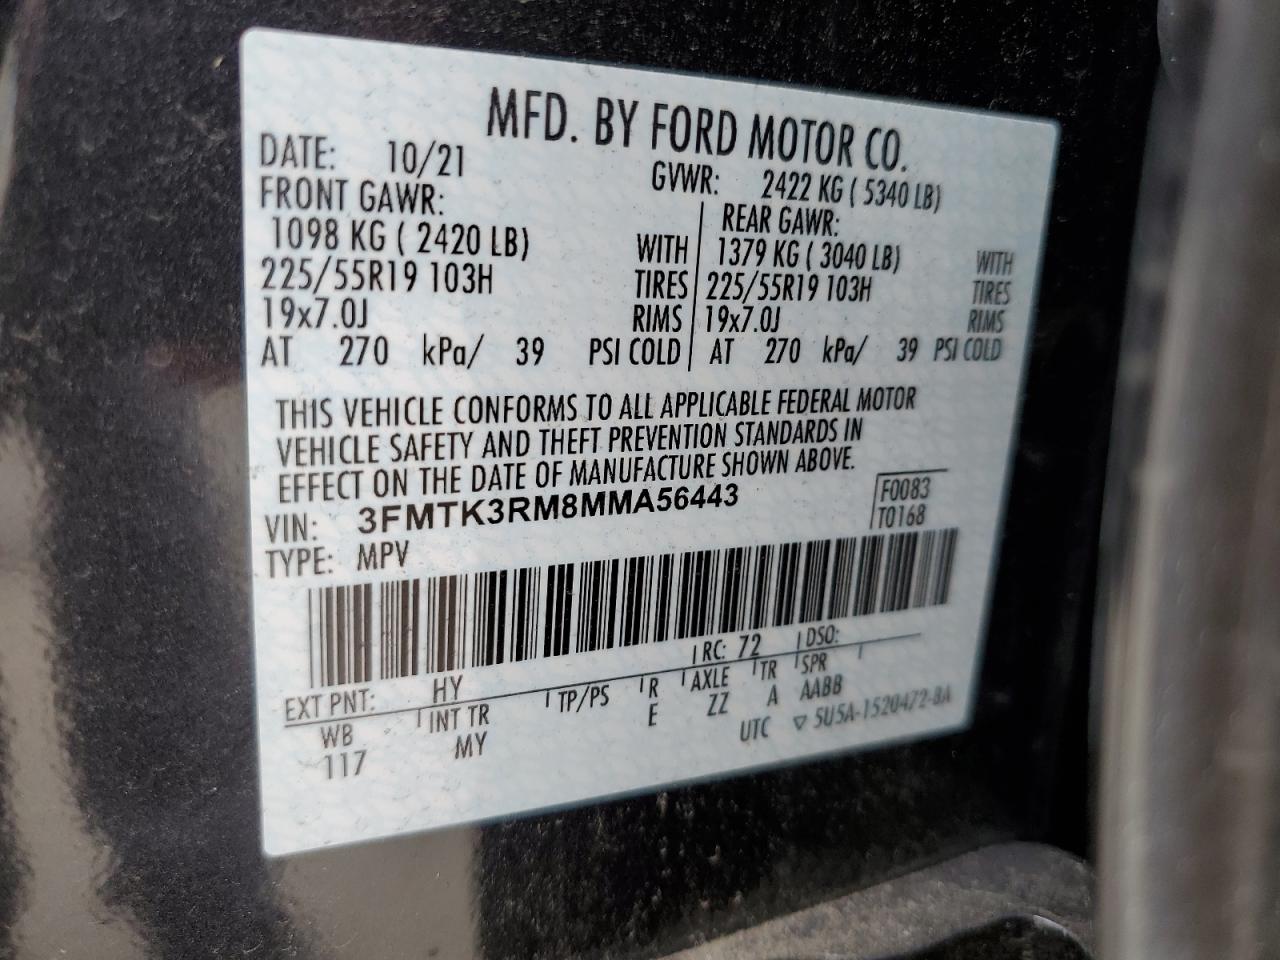 MFD. BY FORD MOTOR CO.
DATE: 10/21 GVWR: 2422 KG ( 5340 LB)
FRONT GAWR: REAR GAWR:
1098 KG ( 2420 LB) WITH 1379 KG ( 3040 LB) WITH
225/55R19 103H TIRES 225/55R19 103H TIRES
19x7.0J RIMS 19x7.0J RIMS
AT 270 kPa/ 39 PSI COLD AT 270 kPa/ 39 PSI COLD
THIS VEHICLE CONFORMS TO ALL APPLICABLE FEDERAL MOTOR
VEHICLE SAFETY AND THEFT PREVENTION STANDARDS IN
EFFECT ON THE DATE OF MANUFACTURE SHOWN ABOVE.
VIN: 3FMTK3RM8MMA56443 F0083
TYPE: MPV T0168
EXT PNT: HY RC: 72 DSO:
WB INT TR TP/PS R AXLE TR SPR
117 MY E ZZ A AABB
UTC ▽ 5U5A-1520472-BA